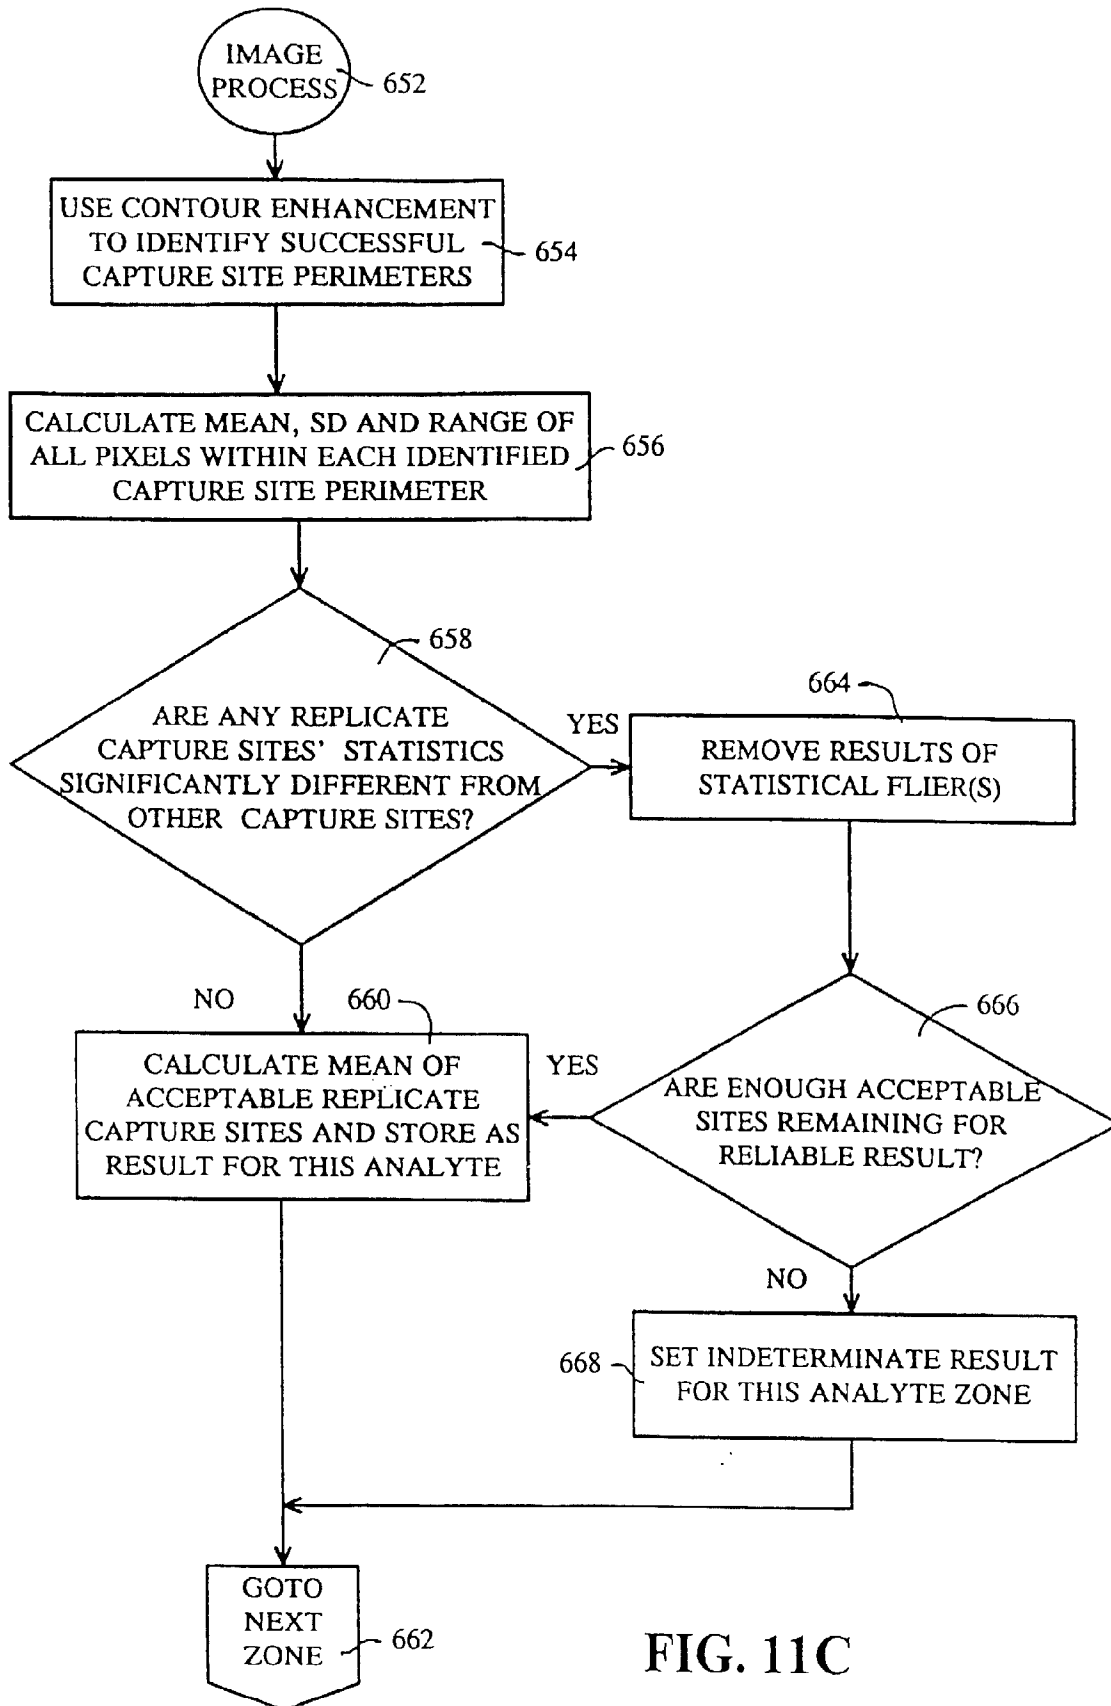 IMAGE
PROCESS
652
USE CONTOUR ENHANCEMENT
TO IDENTIFY SUCCESSFUL
CAPTURE SITE PERIMETERS
654
CALCULATE MEAN, SD AND RANGE OF
ALL PIXELS WITHIN EACH IDENTIFIED
CAPTURE SITE PERIMETER
656
658
ARE ANY REPLICATE
CAPTURE SITES' STATISTICS
SIGNIFICANTLY DIFFERENT FROM
OTHER CAPTURE SITES?
YES
664
REMOVE RESULTS OF
STATISTICAL FLIER(S)
NO
660
CALCULATE MEAN OF
ACCEPTABLE REPLICATE
CAPTURE SITES AND STORE AS
RESULT FOR THIS ANALYTE
YES
666
ARE ENOUGH ACCEPTABLE
SITES REMAINING FOR
RELIABLE RESULT?
NO
668
SET INDETERMINATE RESULT
FOR THIS ANALYTE ZONE
GOTO
NEXT
ZONE
662
FIG. 11C